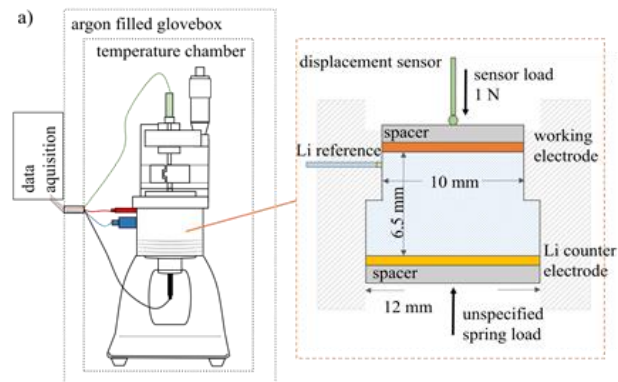 a)
argon filled glovebox
temperature chamber
data
aquisition
displacement sensor
sensor load
1 N
spacer
working
electrode
Li reference
10 mm
6.5 mm
Li counter
electrode
spacer
12 mm
unspecified
spring load